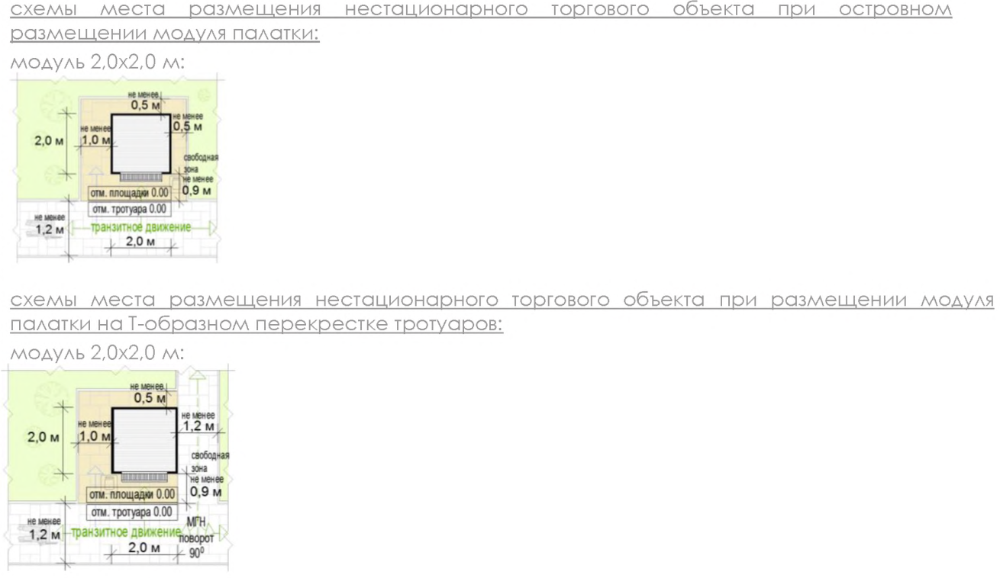 схемы места размещения нестационарного торгового объекта при островном
размещении модуля палатки:
модуль 2,0х2,0 м:
не менее
0,5 м
не менее
0,5 м
не менее
1,0 м
2,0 м
свободная
зона
не менее
0,9 м
отм. площадки 0.00
отм. тротуара 0.00
не менее
1,2 м
транзитное движение
2,0 м
схемы места размещения нестационарного торгового объекта при размещении модуля
палатки на Т-образном перекрестке тротуаров:
модуль 2,0х2,0 м:
не менее
0,5 м
не менее
1,2 м
не менее
1,0 м
2,0 м
свободная
зона
не менее
0,9 м
отм. площадки 0.00
отм. тротуара 0.00
не менее
1,2 м
МГН
транзитное движение
поворот
2,0 м
90⁰